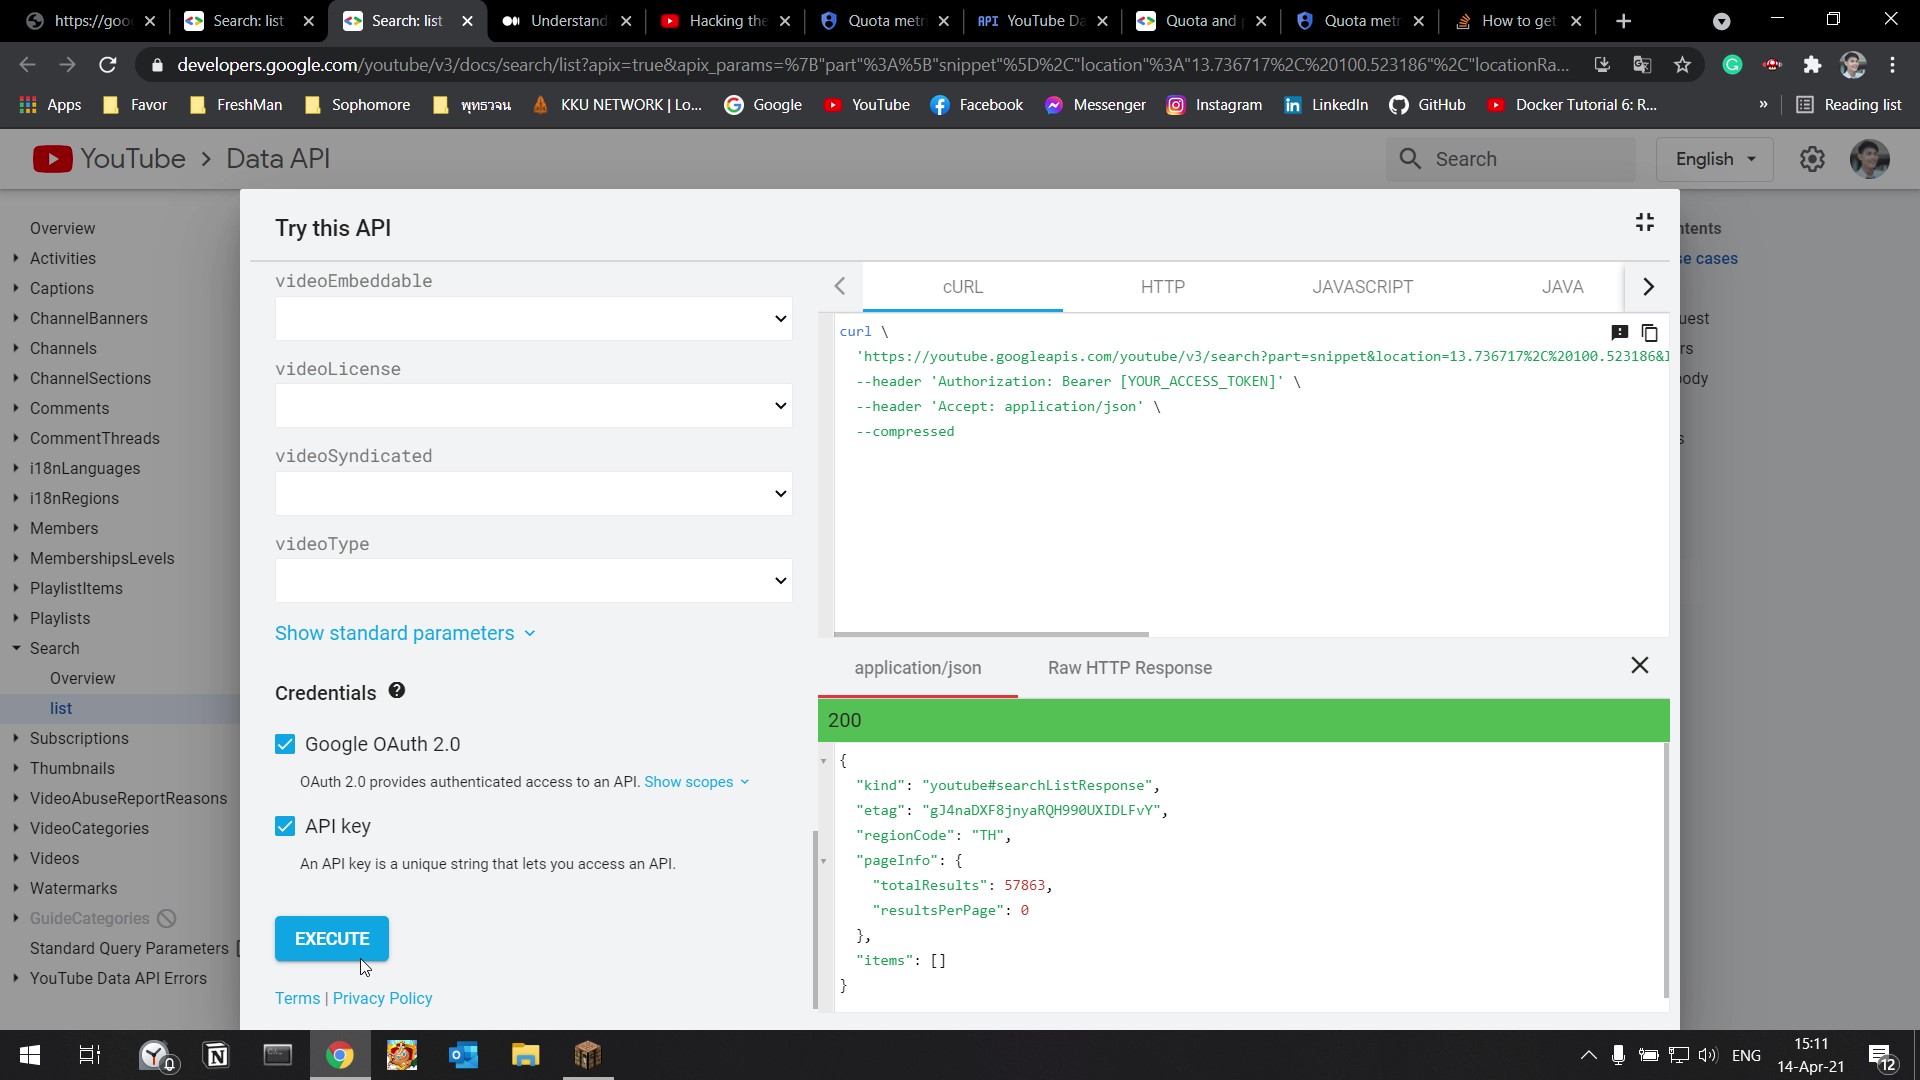 https://goo
Search: list
Search: list
Understand
Hacking the
Quota metr
API YouTube Da
Quota and
Quota metr
How to get
developers.google.com/youtube/v3/docs/search/list?apix=true&apix_params=%7B"part"%3A%5B"snippet"%5D%2C"location"%3A"13.736717%2C%20100.523186"%2C"locationRa...
Apps
Favor
FreshMan
Sophomore
พุทธวจน
KKU NETWORK | Lo...
Google
YouTube
Facebook
Messenger
Instagram
LinkedIn
GitHub
Docker Tutorial 6: R...
»
Reading list
YouTube > Data API
Search
English
Overview
Activities
Captions
ChannelBanners
Channels
ChannelSections
Comments
CommentThreads
i18nLanguages
i18nRegions
Members
MembershipsLevels
PlaylistItems
Playlists
Search
Overview
list
Subscriptions
Thumbnails
VideoAbuseReportReasons
VideoCategories
Videos
Watermarks
GuideCategories
Standard Query Parameters
YouTube Data API Errors
Try this API
videoEmbeddable
videoLicense
videoSyndicated
videoType
Show standard parameters
Credentials
Google OAuth 2.0
OAuth 2.0 provides authenticated access to an API. Show scopes
API key
An API key is a unique string that lets you access an API.
EXECUTE
Terms | Privacy Policy
cURL
HTTP
JAVASCRIPT
JAVA
curl \
'https://youtube.googleapis.com/youtube/v3/search?part=snippet&location=13.736717%2C%20100.523186&l
--header 'Authorization: Bearer [YOUR_ACCESS_TOKEN]' \
--header 'Accept: application/json' \
--compressed
application/json
Raw HTTP Response
200
{
"kind": "youtube#searchListResponse",
"etag": "gJ4naDXF8jnyaRQH990UXIDLFvY",
"regionCode": "TH",
"pageInfo": {
"totalResults": 57863,
"resultsPerPage": 0
},
"items": []
}
ntents
se cases
uest
rs
ody
s
ENG
15:11
14-Apr-21
12